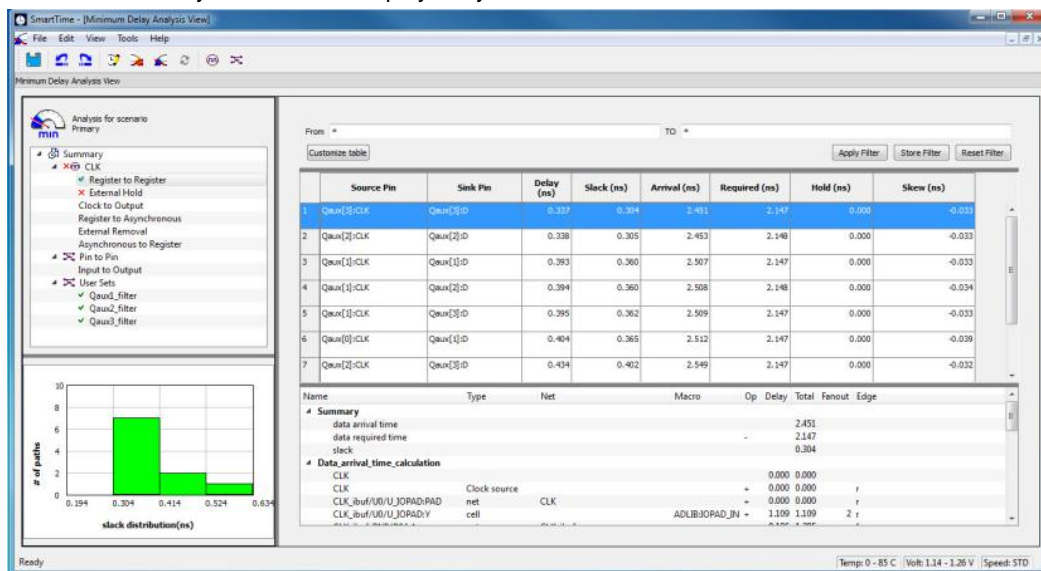 SmartTime - [Minimum Delay Analysis View]
File Edit View Tools Help
Minimum Delay Analysis View
Analysis for scenario
Primary
min
Summary
CLK
Register to Register
External Hold
Clock to Output
Register to Asynchronous
External Removal
Asynchronous to Register
Pin to Pin
Input to Output
User Sets
Qaux1_filter
Qaux2_filter
Qaux3_filter
# of paths
10
8
6
4
2
0
0.194 0.304 0.414 0.524 0.634
slack distribution(ns)
From * TO *
Customize table Apply Filter Store Filter Reset Filter
Source Pin Sink Pin Delay (ns) Slack (ns) Arrival (ns) Required (ns) Hold (ns) Skew (ns)
1 Qaux[3]:CLK Qaux[3]:D 0.337 0.304 2.451 2.147 0.000 -0.033
2 Qaux[2]:CLK Qaux[2]:D 0.338 0.305 2.453 2.148 0.000 -0.033
3 Qaux[1]:CLK Qaux[1]:D 0.393 0.360 2.507 2.147 0.000 -0.033
4 Qaux[1]:CLK Qaux[2]:D 0.394 0.360 2.508 2.148 0.000 -0.034
5 Qaux[1]:CLK Qaux[3]:D 0.395 0.362 2.509 2.147 0.000 -0.033
6 Qaux[0]:CLK Qaux[1]:D 0.404 0.365 2.512 2.147 0.000 -0.039
7 Qaux[2]:CLK Qaux[3]:D 0.434 0.402 2.549 2.147 0.000 -0.032
Name Type Net Macro Op Delay Total Fanout Edge
Summary
data arrival time 2.451
data required time - 2.147
slack 0.304
Data_arrival_time_calculation
CLK 0.000 0.000
CLK Clock source + 0.000 0.000 r
CLK_ibuf/U0/U_IOPAD:PAD net CLK + 0.000 0.000 r
CLK_ibuf/U0/U_IOPAD:Y cell ADLIB:IOPAD_IN + 1.109 1.109 2 r
Ready
Temp: 0 - 85 C Volt: 1.14 - 1.26 V Speed: STD